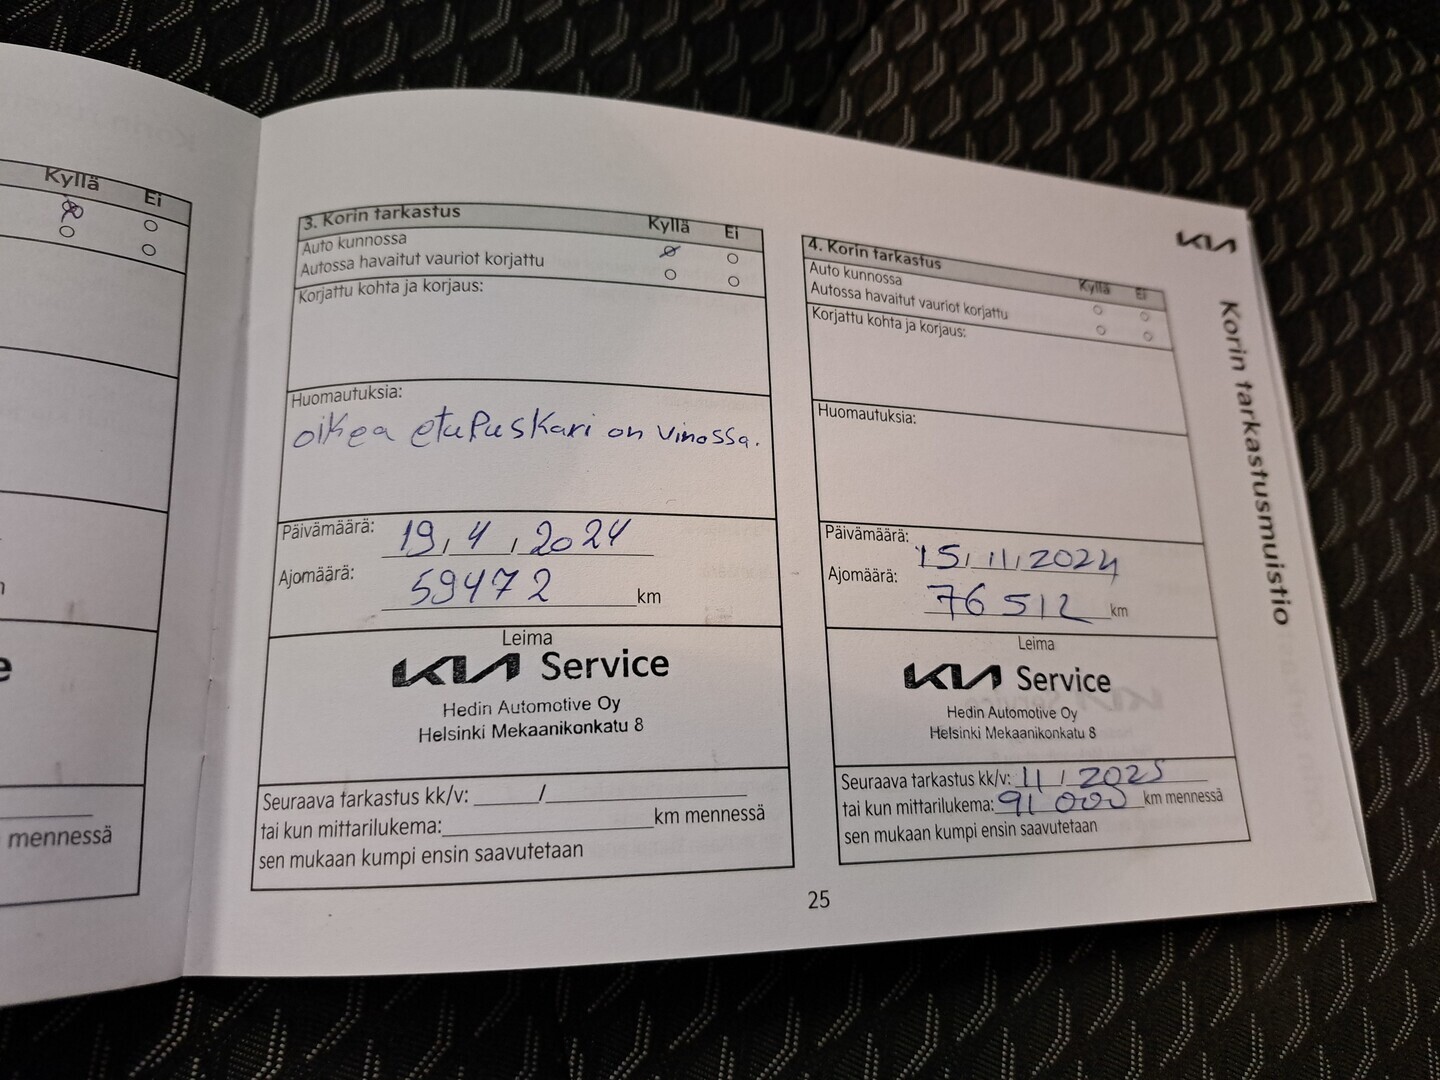 Kyllä Ei
km
e
mennessä
3. Korin tarkastus Kyllä Ei
Auto kunnossa
Autossa havaitut vauriot korjattu
Korjattu kohta ja korjaus:
Huomautuksia:
oikea etupuskari on vinossa.
Päivämäärä: 19, 4, 2024
Ajomäärä: 59472 km
Leima
KIA Service
Hedin Automotive Oy
Helsinki Mekaanikonkatu 8
Seuraava tarkastus kk/v: /
tai kun mittarilukema: km mennessä
sen mukaan kumpi ensin saavutetaan
4. Korin tarkastus
Kyllä Ei
Auto kunnossa
Autossa havaitut vauriot korjattu
Korjattu kohta ja korjaus:
Huomautuksia:
Päivämäärä: 15, 11, 2024
Ajomäärä: 76 512 km
Leima
KIA Service
Hedin Automotive Oy
Helsinki Mekaanikonkatu 8
Seuraava tarkastus kk/v: 11 / 2025
tai kun mittarilukema: 91 000 km mennessä
sen mukaan kumpi ensin saavutetaan
25
KIA
Korin tarkastusmuistio